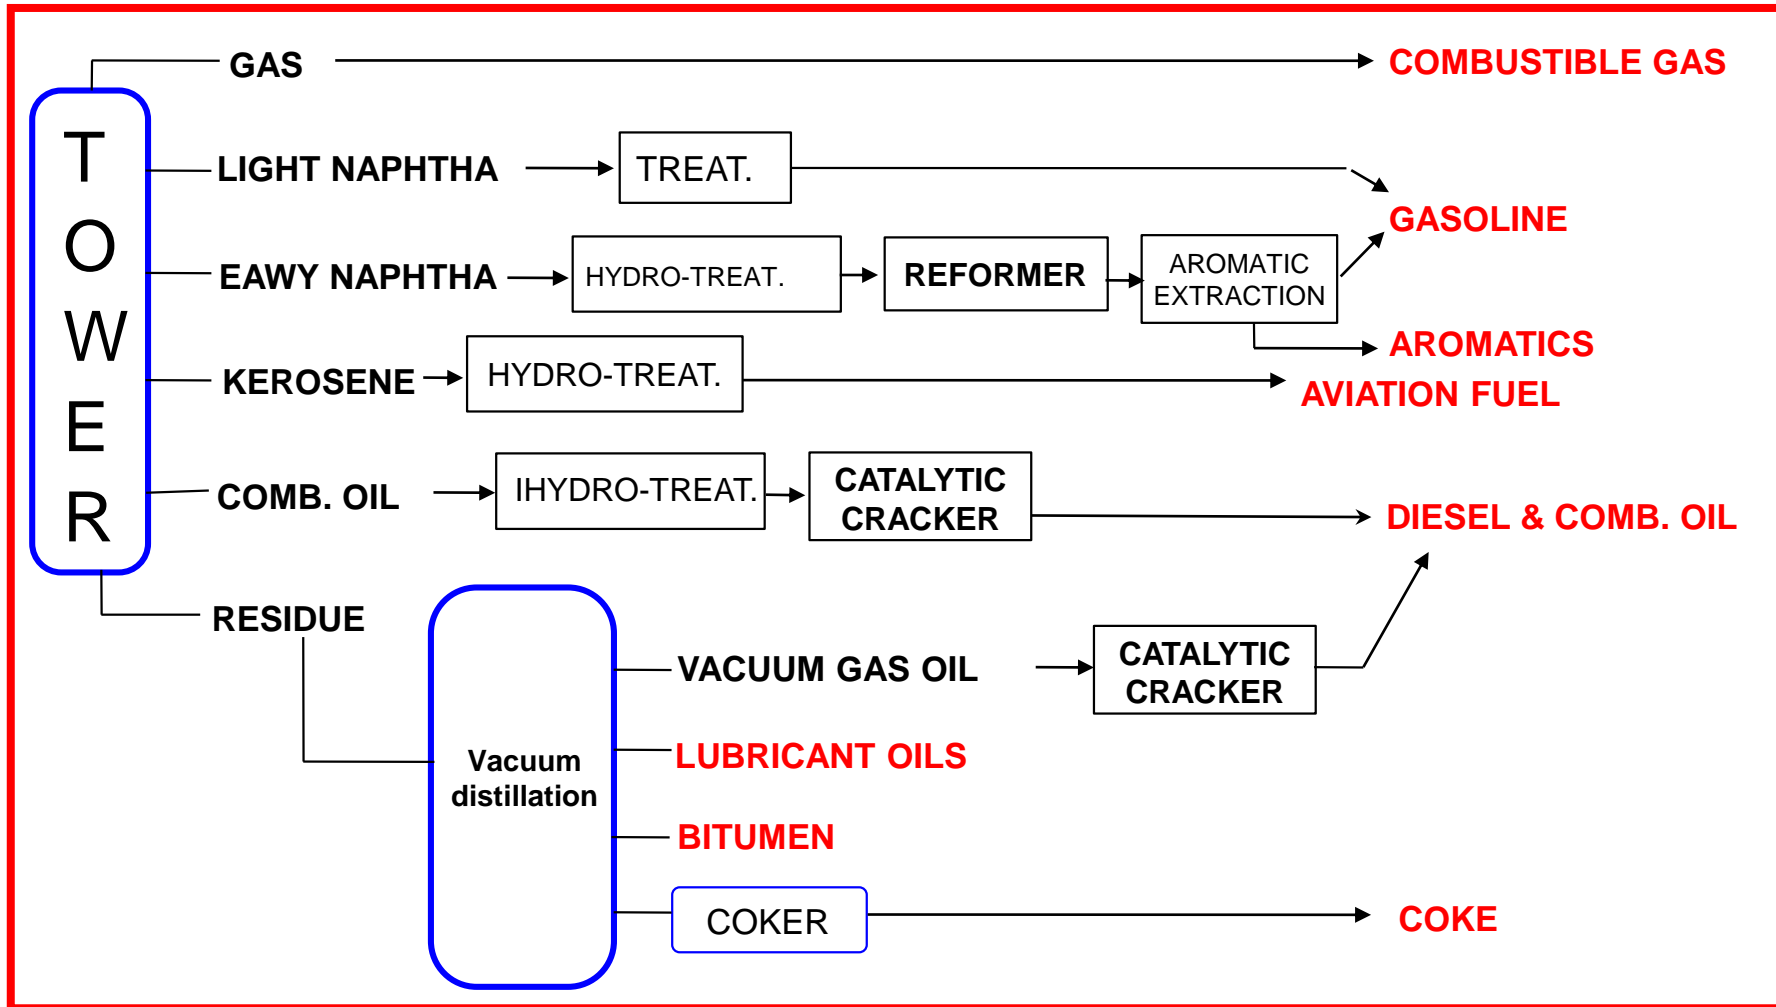 GAS
COMBUSTIBLE GAS
TOWER
LIGHT NAPHTHA
TREAT.
GASOLINE
EAWY NAPHTHA
HYDRO-TREAT.
REFORMER
AROMATIC
EXTRACTION
AROMATICS
KEROSENE
HYDRO-TREAT.
AVIATION FUEL
COMB. OIL
IHYDRO-TREAT.
CATALYTIC
CRACKER
DIESEL & COMB. OIL
RESIDUE
Vacuum
distillation
VACUUM GAS OIL
CATALYTIC
CRACKER
LUBRICANT OILS
BITUMEN
COKER
COKE